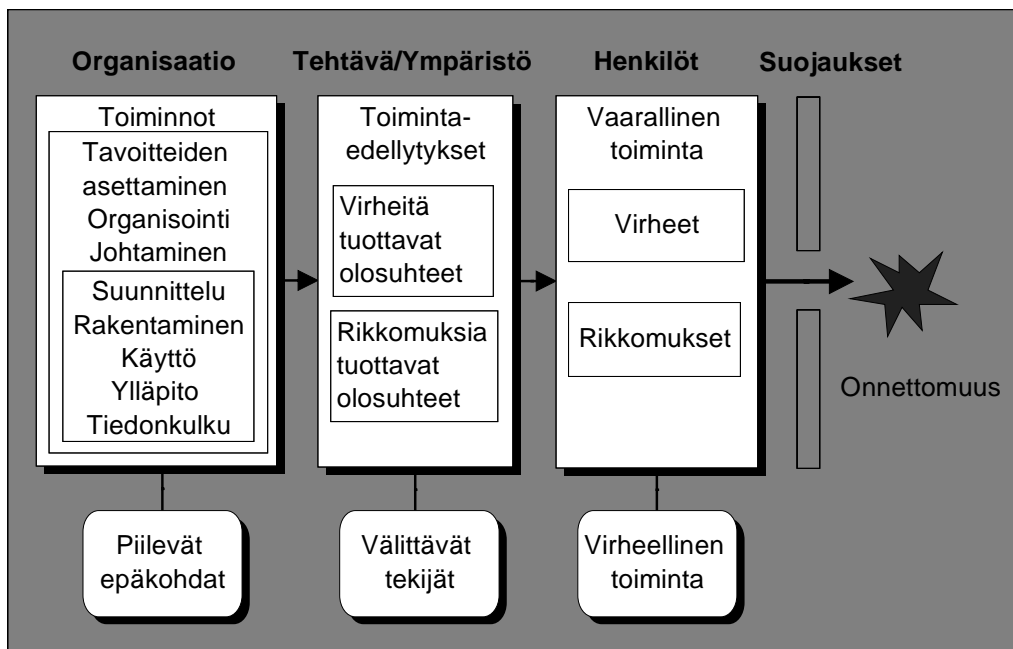 Organisaatio
Toiminnot
Tavoitteiden
asettaminen
Organisointi
Johtaminen
Suunnittelu
Rakentaminen
Käyttö
Ylläpito
Tiedonkulku
Piilevät
epäkohdat
Tehtävä/Ympäristö
Toiminta-
edellytykset
Virheitä
tuottavat
olosuhteet
Rikkomuksia
tuottavat
olosuhteet
Välittävät
tekijät
Henkilöt
Vaarallinen
toiminta
Virheet
Rikkomukset
Virheellinen
toiminta
Suojaukset
Onnettomuus